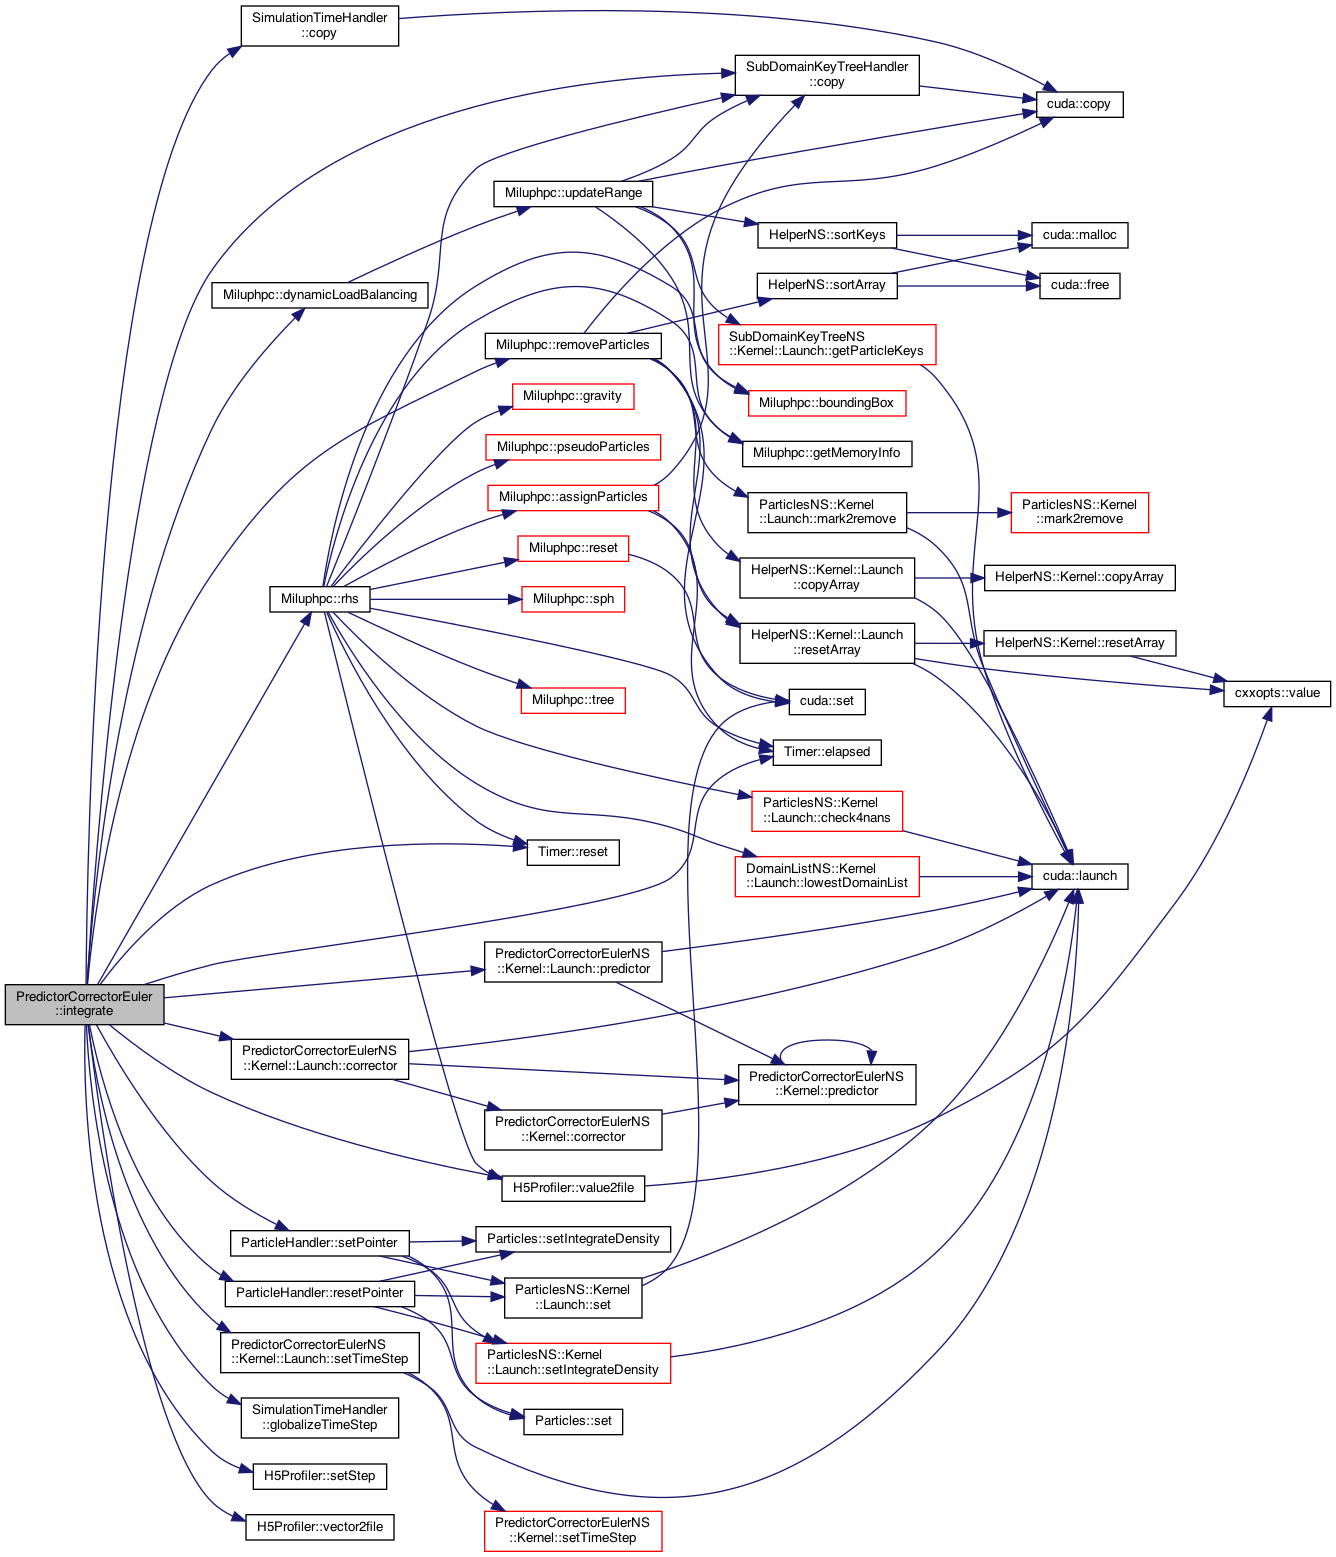 SimulationTimeHandler
::copy
SubDomainKeyTreeHandler
::copy
cuda::copy
Miluphpc::updateRange
HelperNS::sortKeys
cuda::malloc
HelperNS::sortArray
cuda::free
Miluphpc::dynamicLoadBalancing
Miluphpc::removeParticles
SubDomainKeyTreeNS
::Kernel::Launch::getParticleKeys
Miluphpc::gravity
Miluphpc::boundingBox
Miluphpc::pseudoParticles
Miluphpc::getMemoryInfo
Miluphpc::assignParticles
ParticlesNS::Kernel
::Launch::mark2remove
ParticlesNS::Kernel
::mark2remove
Miluphpc::reset
HelperNS::Kernel::Launch
::copyArray
HelperNS::Kernel::copyArray
Miluphpc::rhs
Miluphpc::sph
HelperNS::Kernel::Launch
::resetArray
HelperNS::Kernel::resetArray
Miluphpc::tree
cuda::set
cxxopts::value
Timer::elapsed
ParticlesNS::Kernel
::Launch::check4nans
Timer::reset
DomainListNS::Kernel
::Launch::lowestDomainList
cuda::launch
PredictorCorrectorEulerNS
::Kernel::Launch::predictor
PredictorCorrectorEuler
::integrate
PredictorCorrectorEulerNS
::Kernel::Launch::corrector
PredictorCorrectorEulerNS
::Kernel::predictor
PredictorCorrectorEulerNS
::Kernel::corrector
H5Profiler::value2file
ParticleHandler::setPointer
Particles::setIntegrateDensity
ParticleHandler::resetPointer
ParticlesNS::Kernel
::Launch::set
PredictorCorrectorEulerNS
::Kernel::Launch::setTimeStep
ParticlesNS::Kernel
::Launch::setIntegrateDensity
SimulationTimeHandler
::globalizeTimeStep
Particles::set
H5Profiler::setStep
H5Profiler::vector2file
PredictorCorrectorEulerNS
::Kernel::setTimeStep